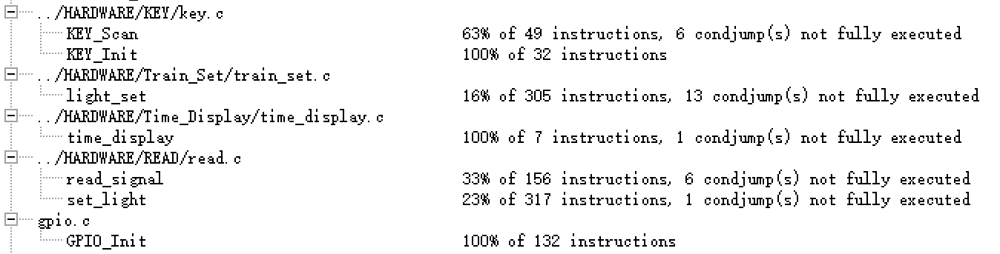 ../HARDWARE/KEY/key.c
KEY_Scan 63% of 49 instructions, 6 condjump(s) not fully executed
KEY_Init 100% of 32 instructions
../HARDWARE/Train_Set/train_set.c
light_set 16% of 305 instructions, 13 condjump(s) not fully executed
../HARDWARE/Time_Display/time_display.c
time_display 100% of 7 instructions, 1 condjump(s) not fully executed
../HARDWARE/READ/read.c
read_signal 33% of 156 instructions, 6 condjump(s) not fully executed
set_light 23% of 317 instructions, 1 condjump(s) not fully executed
gpio.c
GPIO_Init 100% of 132 instructions